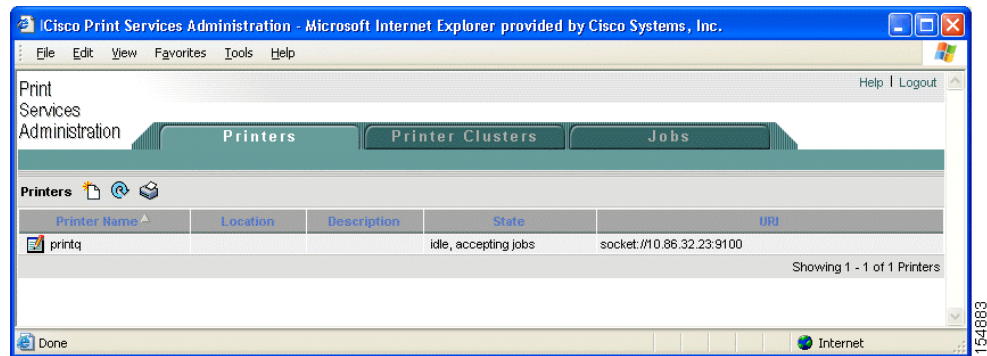 Cisco Print Services Administration - Microsoft Internet Explorer provided by Cisco Systems, Inc.
File Edit View Favorites Tools Help
Help | Logout
Print
Services
Administration
Printers Printer Clusters Jobs
Printers
Printer Name Location Description State URI
printq idle, accepting jobs socket://10.86.32.23:9100
Showing 1 - 1 of 1 Printers
Done Internet
154883